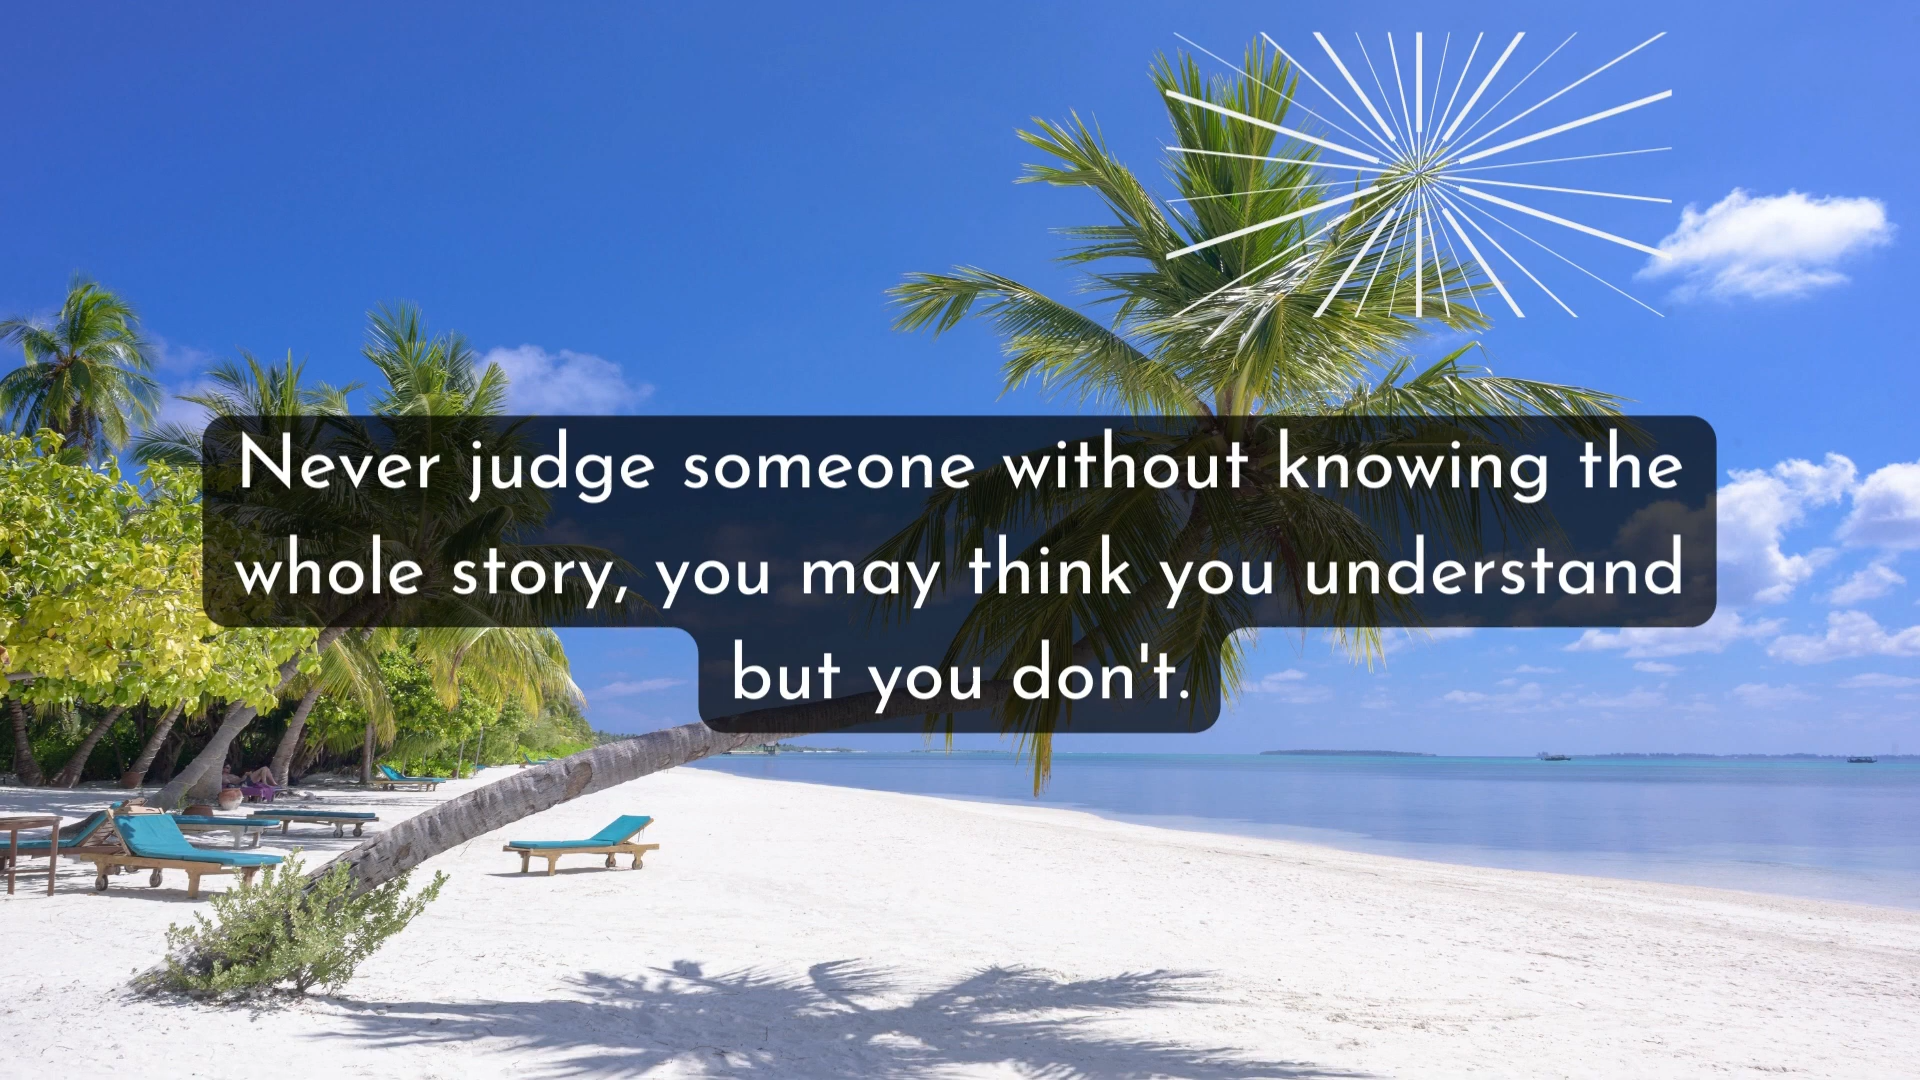 Never judge someone without knowing the
whole story, you may think you understand
but you don't.